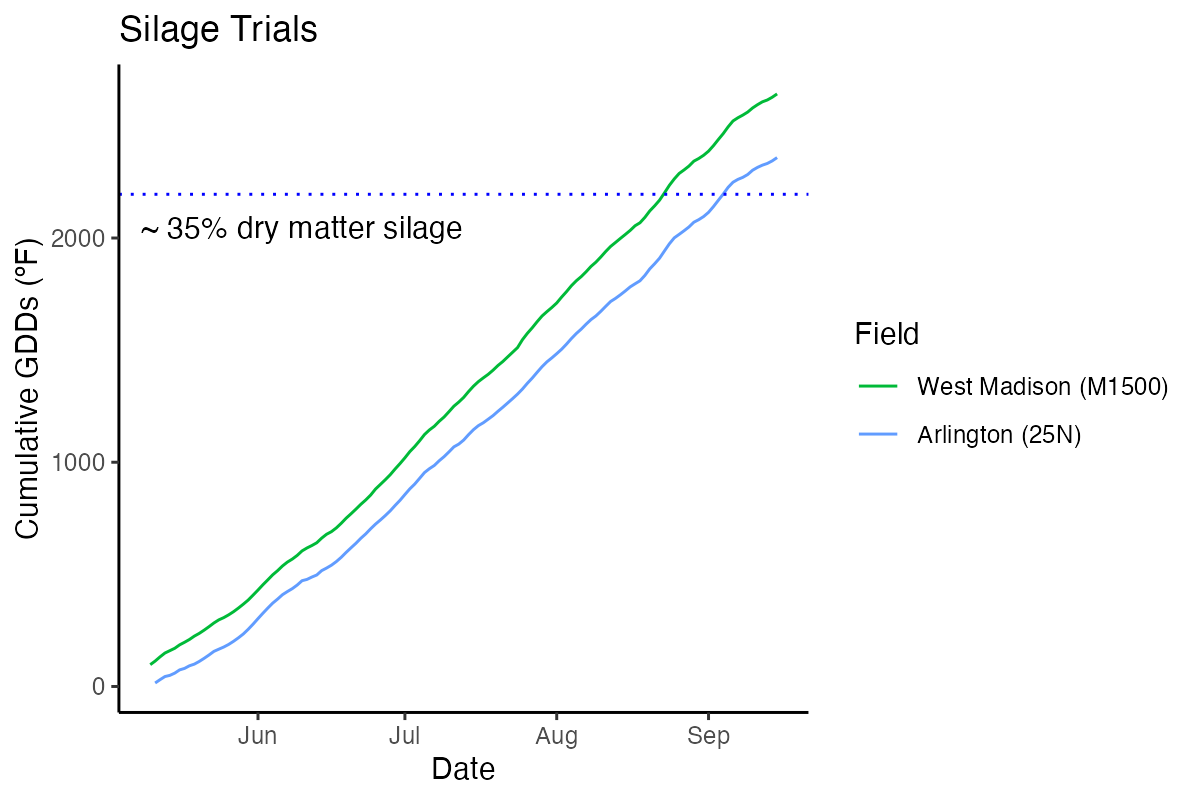 Silage Trials
Cumulative GDDs (°F)
2000
1000
0
~ 35% dry matter silage
Jun
Jul
Aug
Sep
Date
Field
West Madison (M1500)
Arlington (25N)